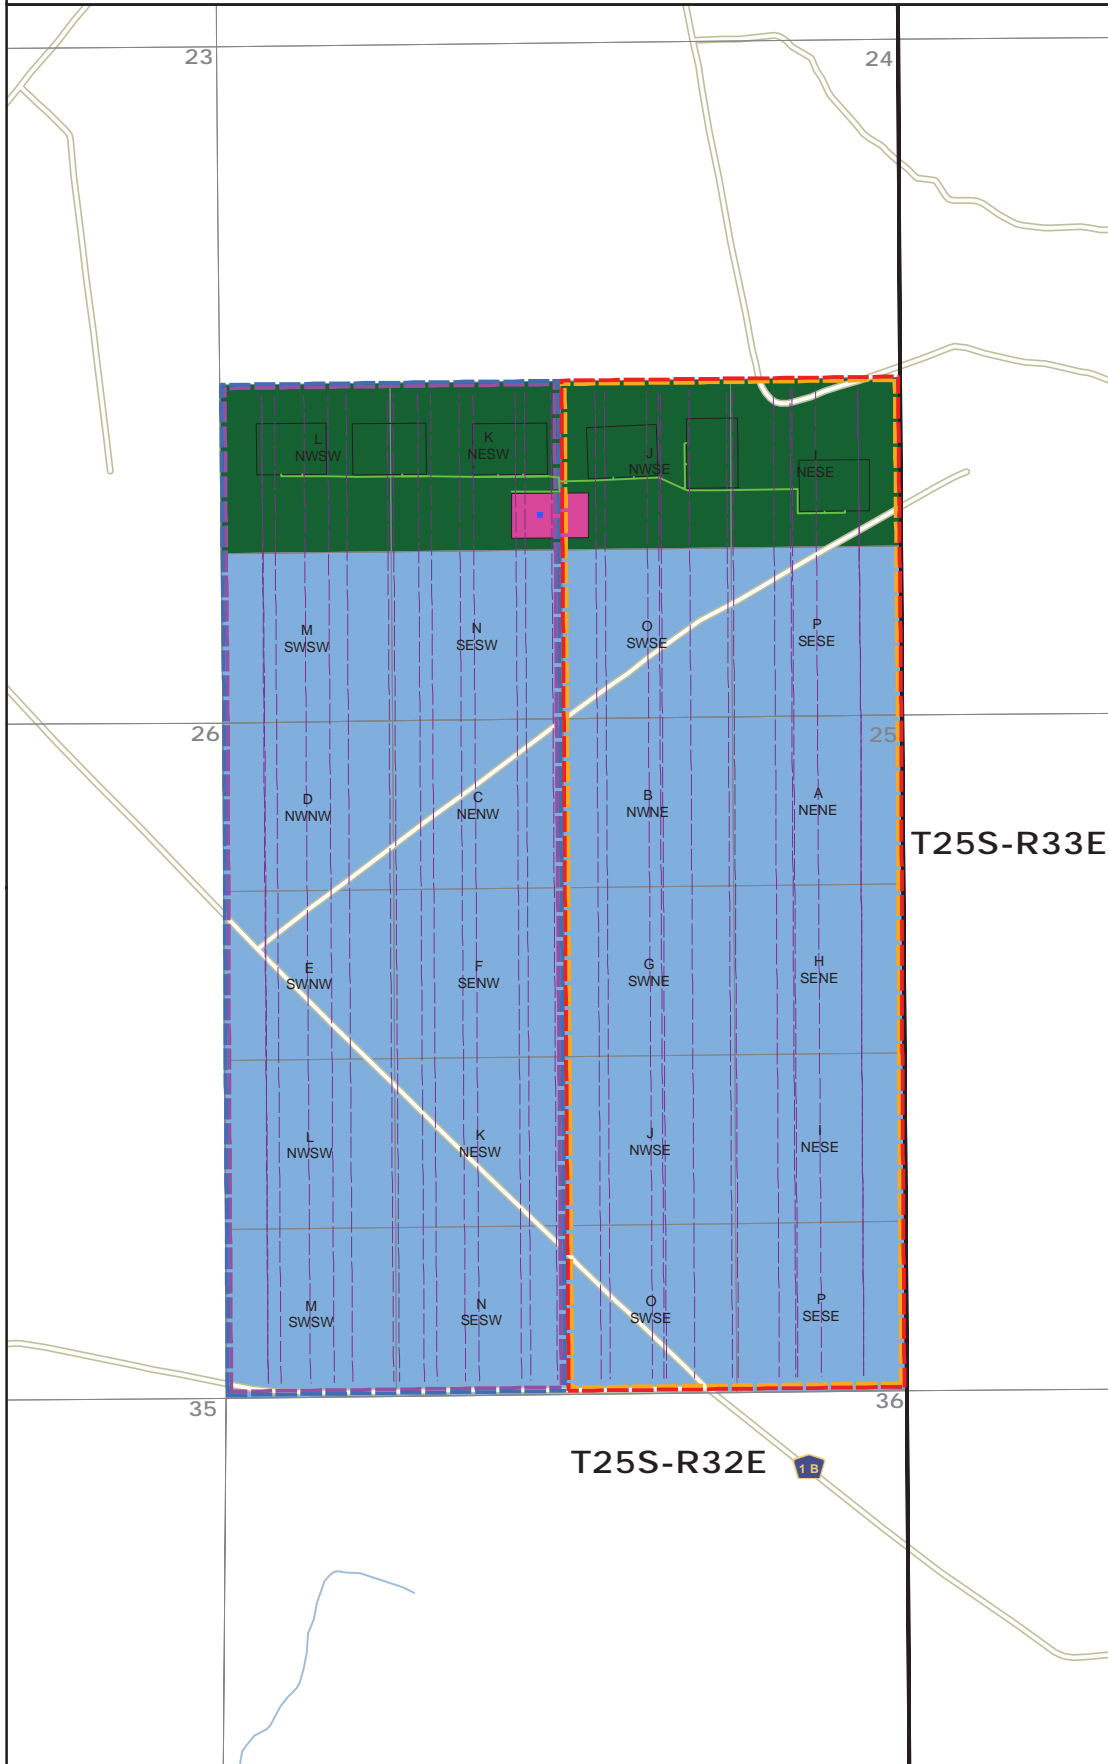 23
24
L
NWSW
K
NESW
J
NWSE
I
NESE
M
SWSW
N
SESW
O
SWSE
P
SESE
26
25
D
NWNW
C
NENW
B
NWNE
A
NENE
T25S-R33E
E
SWNW
F
SENW
G
SWNE
H
SENE
L
NWSW
K
NESW
J
NWSE
I
NESE
M
SWSW
N
SESW
O
SWSE
P
SESE
35
36
T25S-R32E
1 B